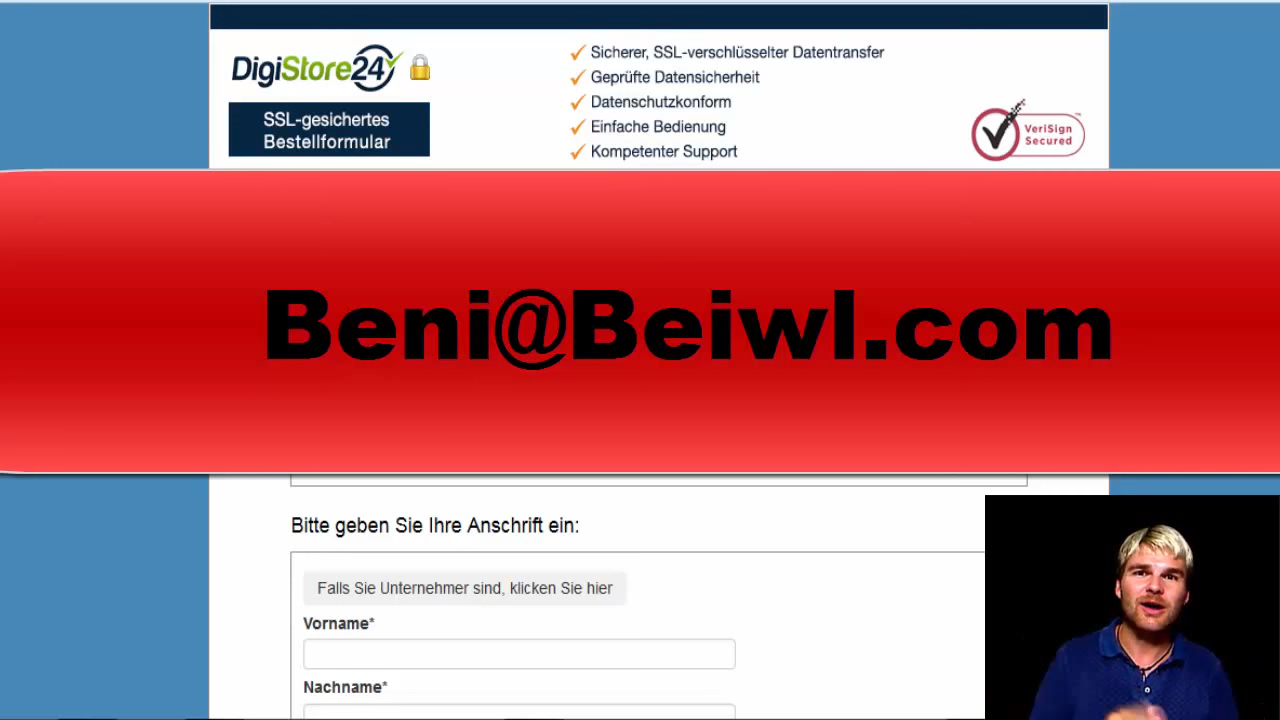 DigiStore24
SSL-gesichertes
Bestellformular
Sicherer, SSL-verschlüsselter Datentransfer
Geprüfte Datensicherheit
Datenschutzkonform
Einfache Bedienung
Kompetenter Support
VeriSign™
Secured
Beni@Beiwl.com
Bitte geben Sie Ihre Anschrift ein:
Falls Sie Unternehmer sind, klicken Sie hier
Vorname*
Nachname*